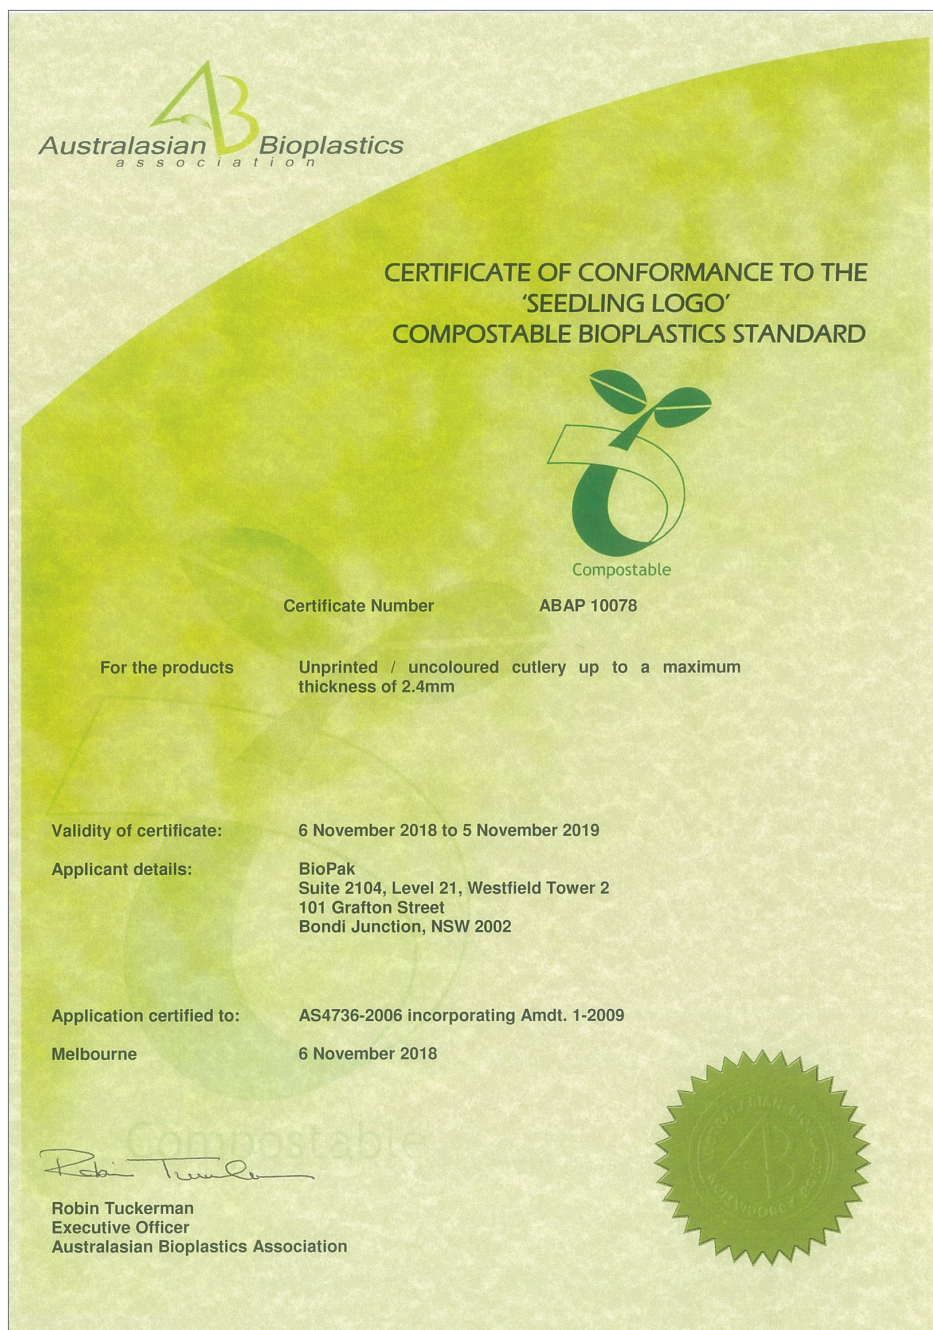 Australasian Bioplastics
association
CERTIFICATE OF CONFORMANCE TO THE
‘SEEDLING LOGO’
COMPOSTABLE BIOPLASTICS STANDARD
Compostable
Certificate Number ABAP 10078
For the products Unprinted / uncoloured cutlery up to a maximum
thickness of 2.4mm
Validity of certificate: 6 November 2018 to 5 November 2019
Applicant details: BioPak
Suite 2104, Level 21, Westfield Tower 2
101 Grafton Street
Bondi Junction, NSW 2002
Application certified to: AS4736-2006 incorporating Amdt. 1-2009
Melbourne 6 November 2018
Compostable
Robin Tuckerman
Executive Officer
Australasian Bioplastics Association